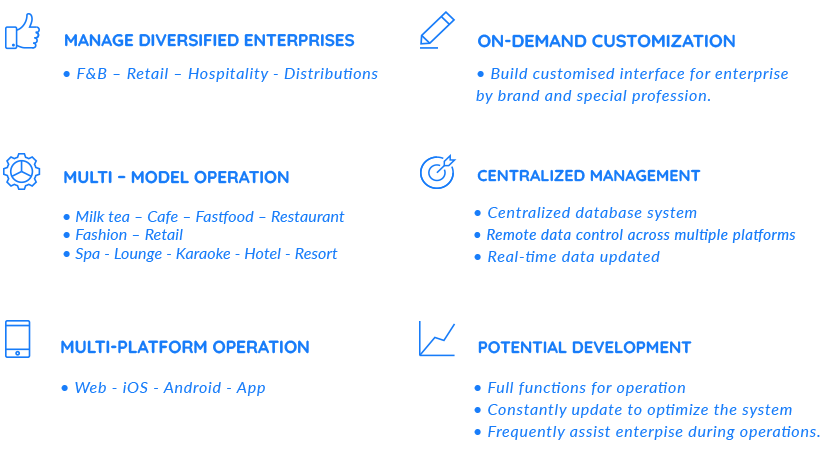 MANAGE DIVERSIFIED ENTERPRISES
• F&B – Retail – Hospitality - Distributions
ON-DEMAND CUSTOMIZATION
• Build customised interface for enterprise
by brand and special profession.
MULTI – MODEL OPERATION
• Milk tea – Cafe – Fastfood – Restaurant
• Fashion – Retail
• Spa - Lounge - Karaoke - Hotel - Resort
CENTRALIZED MANAGEMENT
• Centralized database system
• Remote data control across multiple platforms
• Real-time data updated
MULTI-PLATFORM OPERATION
• Web - iOS - Android - App
POTENTIAL DEVELOPMENT
• Full functions for operation
• Constantly update to optimize the system
• Frequently assist enterpise during operations.